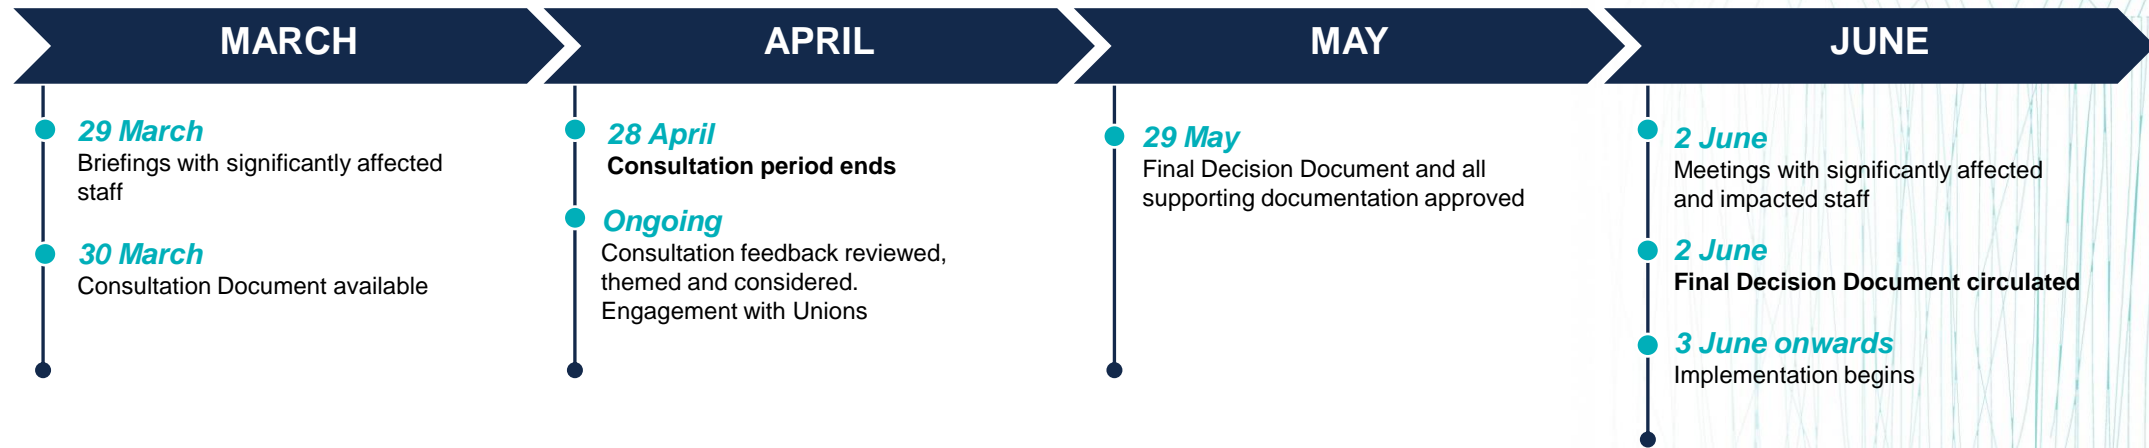 MARCH
29 March
Briefings with significantly affected
staff
30 March
Consultation Document available
APRIL
28 April
Consultation period ends
Ongoing
Consultation feedback reviewed,
themed and considered.
Engagement with Unions
MAY
29 May
Final Decision Document and all
supporting documentation approved
JUNE
2 June
Meetings with significantly affected
and impacted staff
2 June
Final Decision Document circulated
3 June onwards
Implementation begins